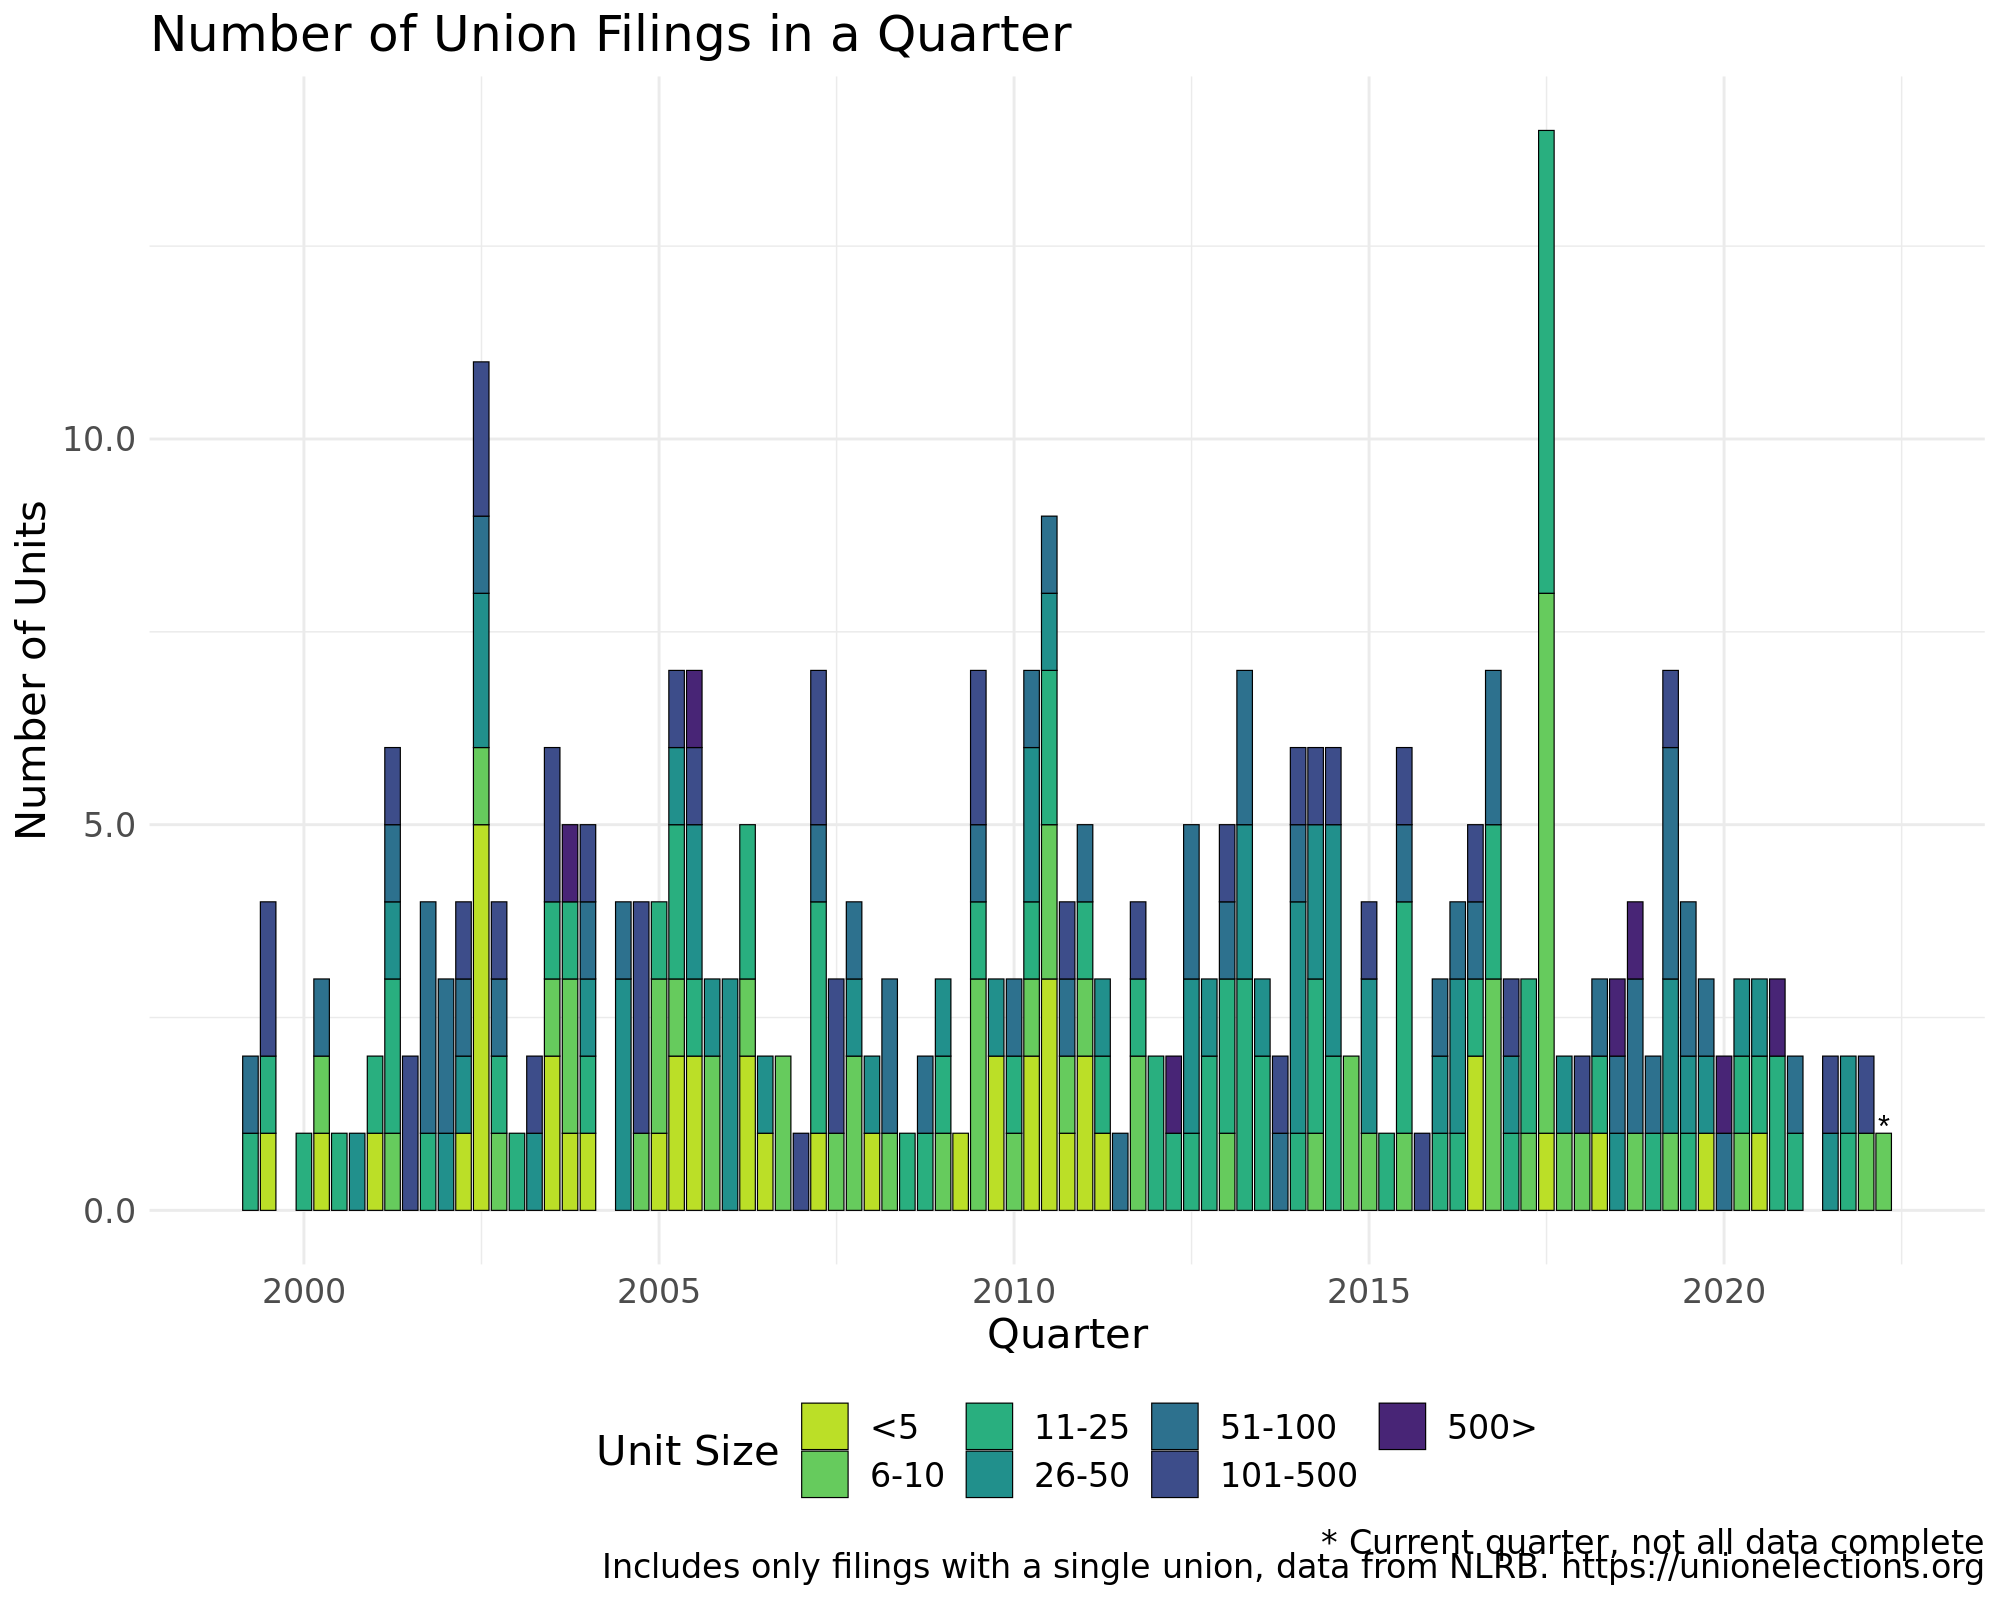 Number of Union Filings in a Quarter
Number of Units
10.0
5.0
0.0
*
2000 2005 2010 2015 2020
Quarter
Unit Size
<5 11-25 51-100 500>
6-10 26-50 101-500
* Current quarter, not all data complete
Includes only filings with a single union, data from NLRB. https://unionelections.org